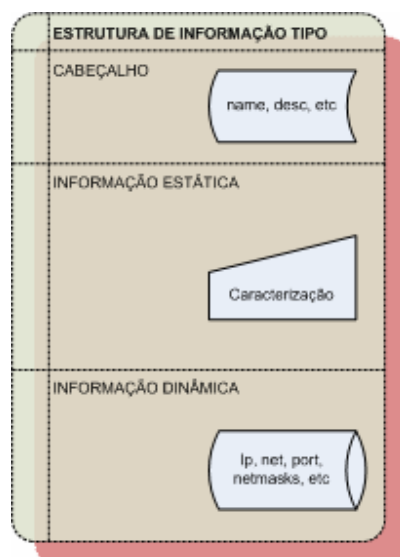 ESTRUTURA DE INFORMAÇÃO TIPO
CABEÇALHO
name, desc, etc
INFORMAÇÃO ESTÁTICA
Caracterização
INFORMAÇÃO DINÂMICA
Ip, net, port,
netmasks, etc